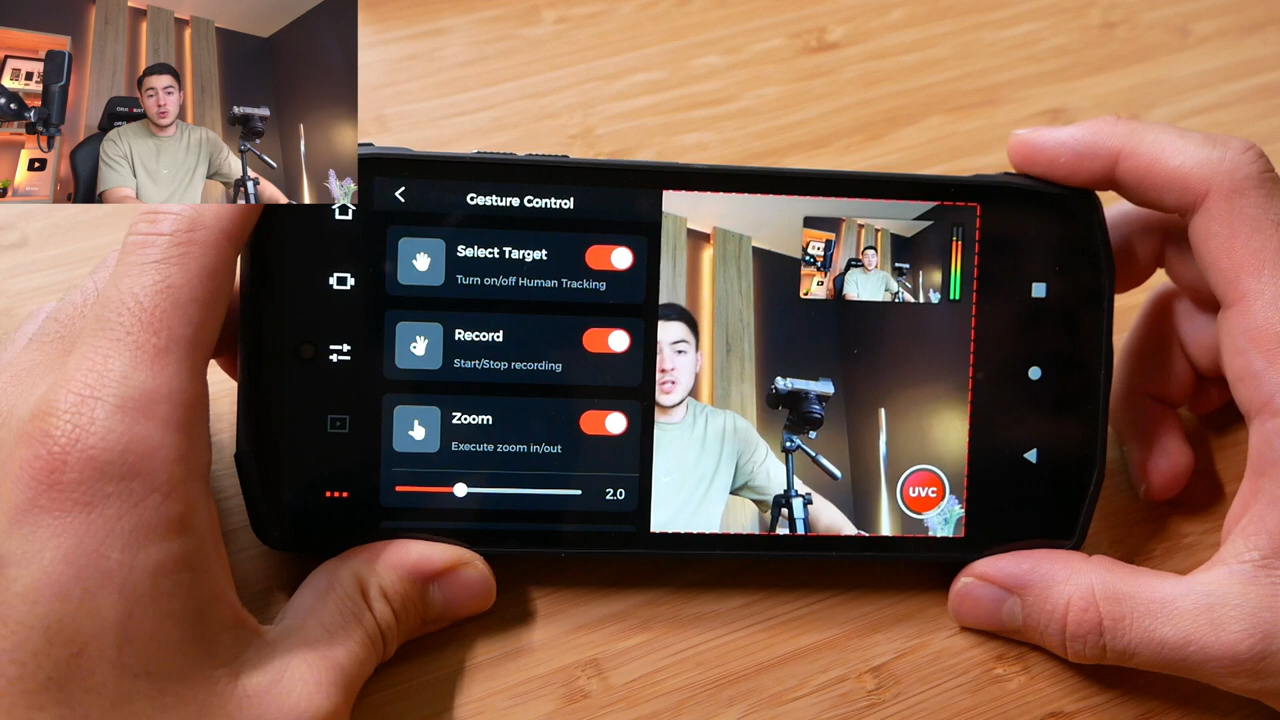 Gesture Control
Select Target
Turn on/off Human Tracking
Record
Start/Stop recording
Zoom
Execute zoom in/out
2.0
UVC